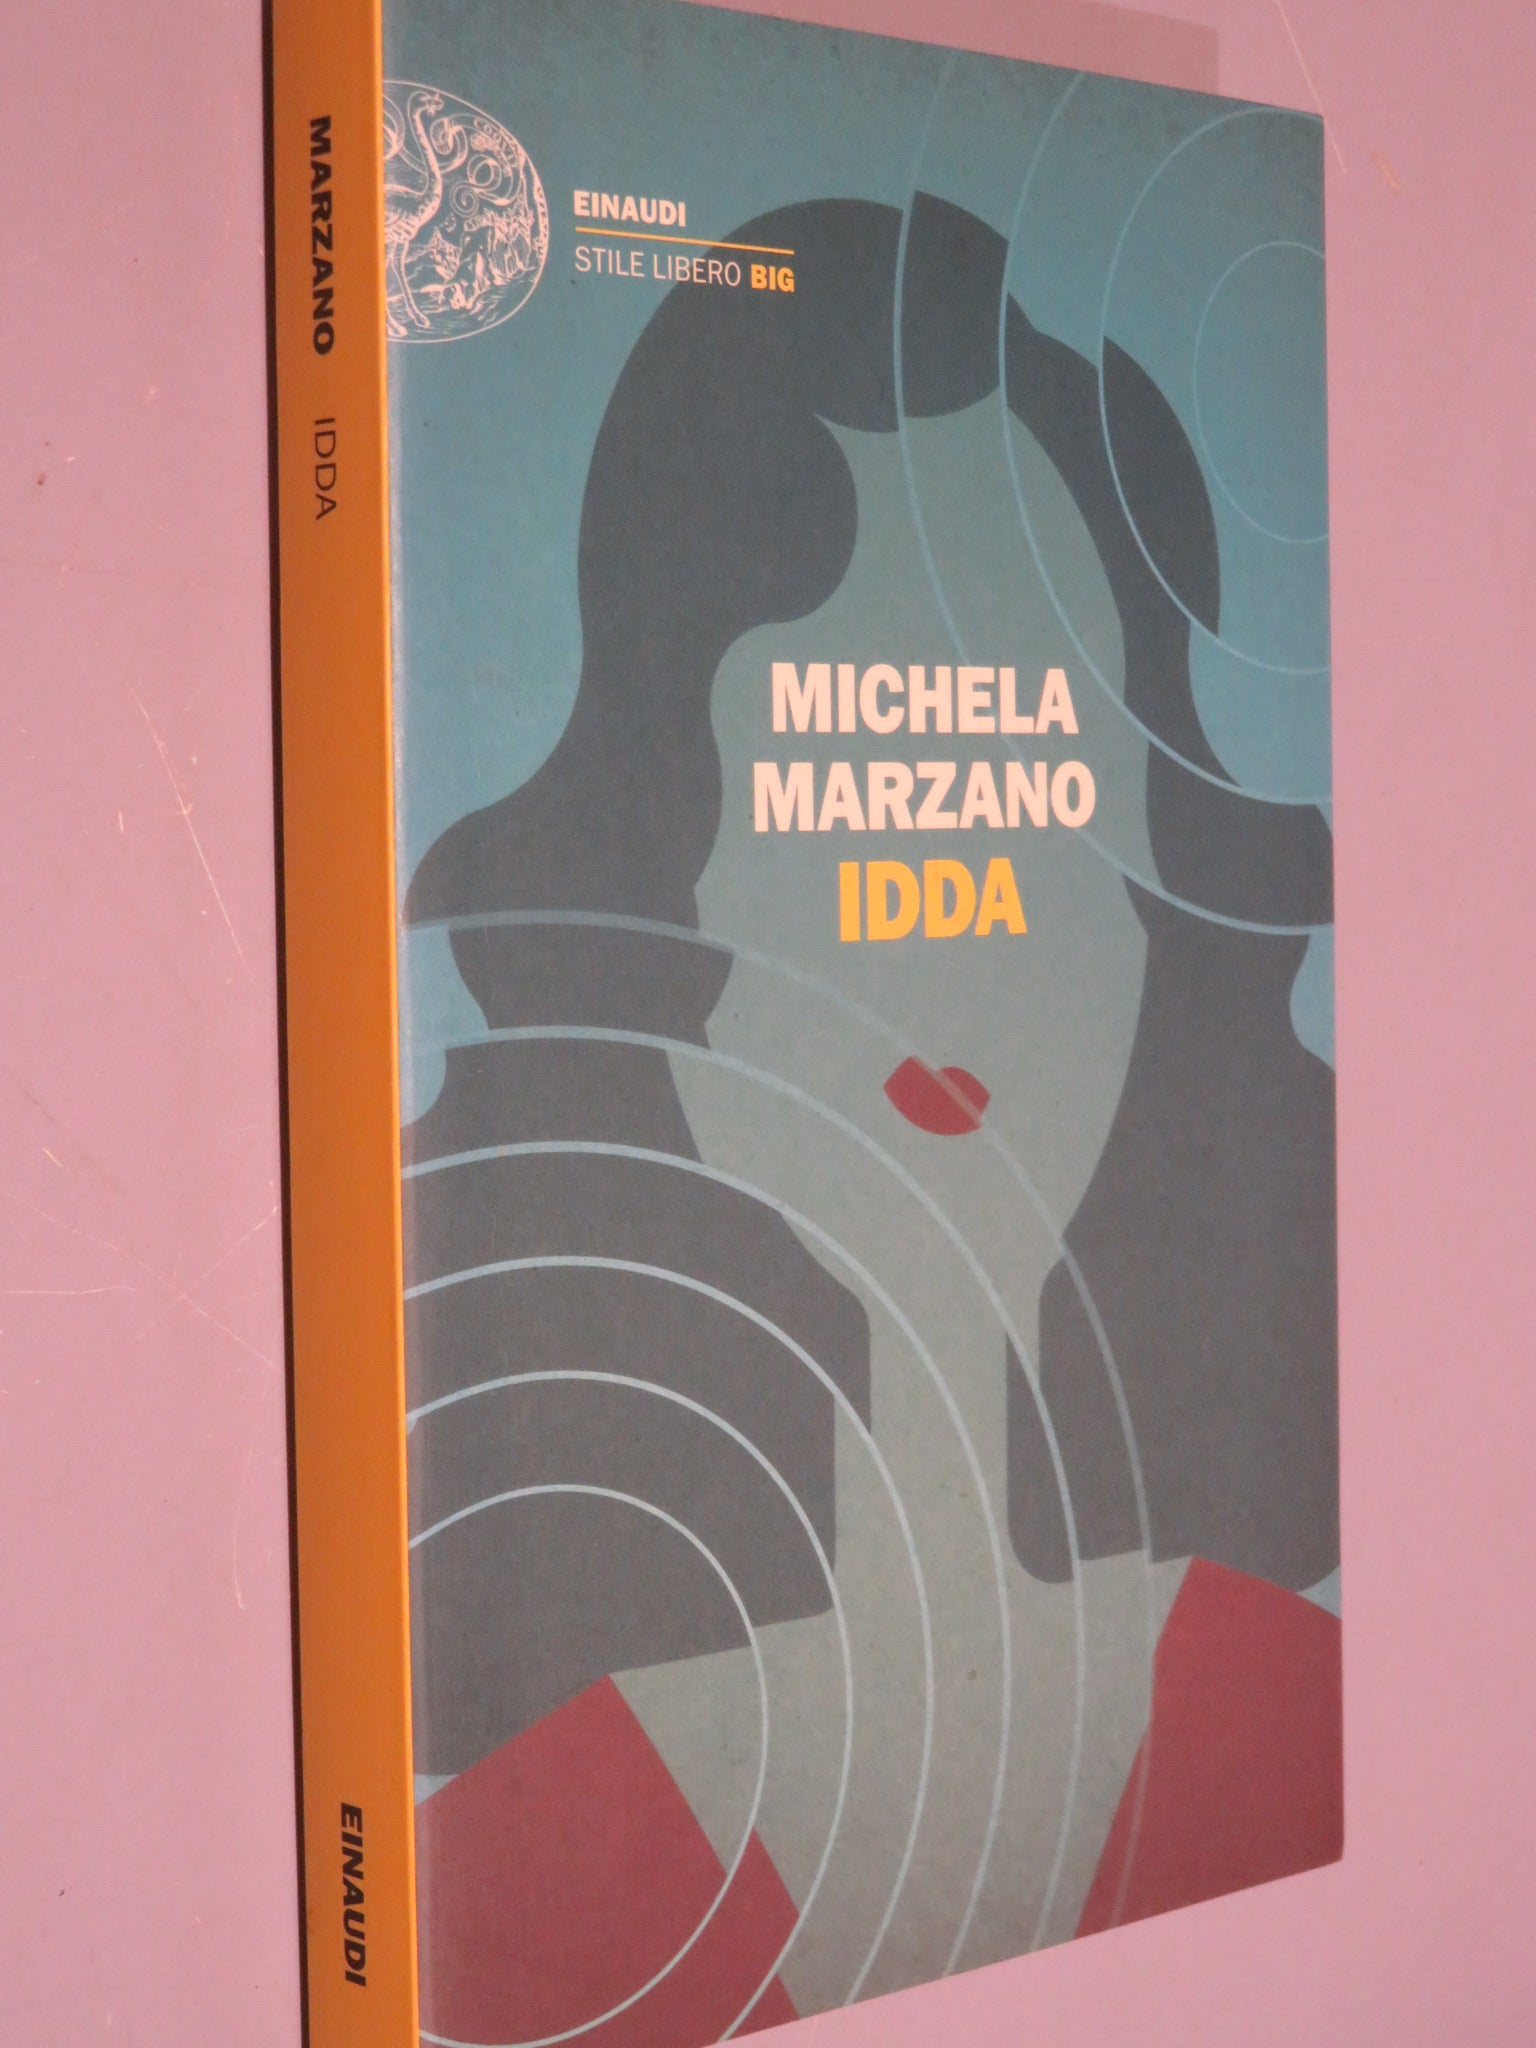 MARZANO IDDA
EINAUDI
EINAUDI
STILE LIBERO BIG
MICHELA
MARZANO
IDDA